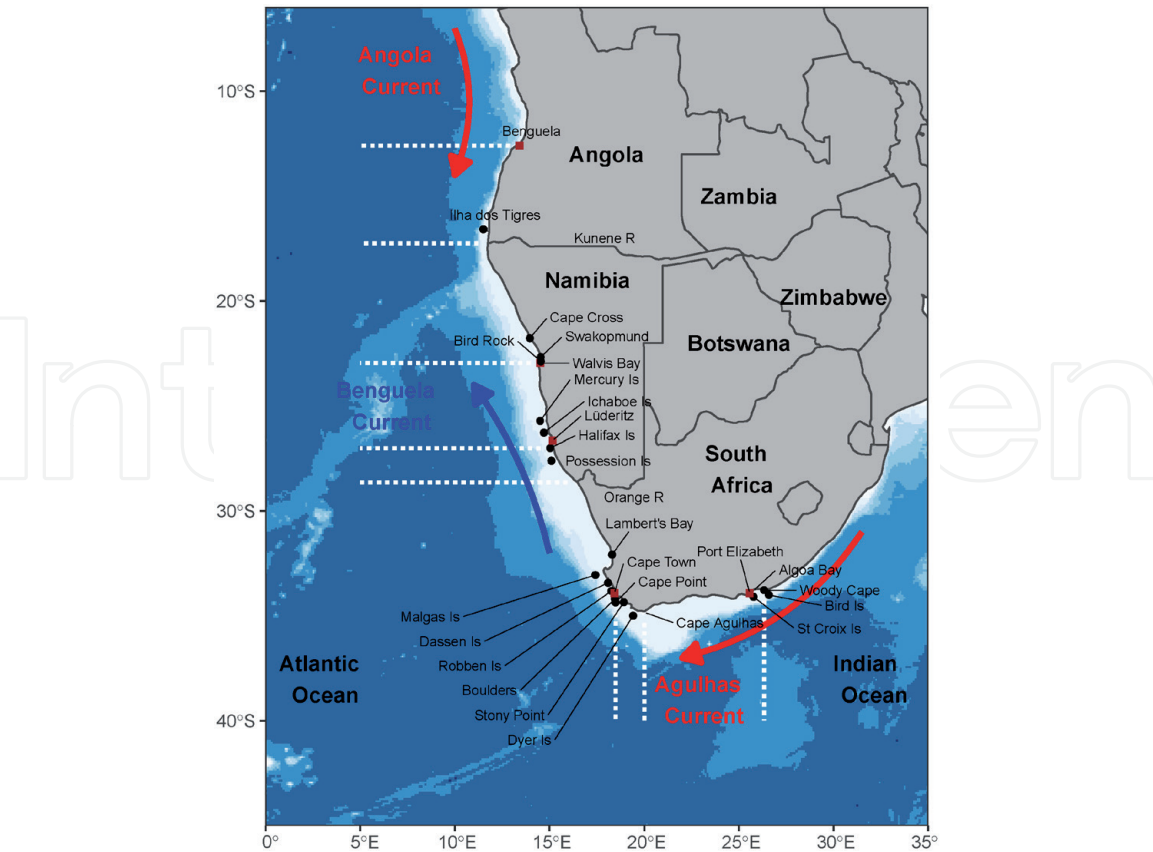 Angola
Current
10°S
Benguela
Angola
Zambia
Ilha dos Tigres
Kunene R
Namibia
Zimbabwe
20°S
Cape Cross
Swakopmund
Bird Rock
Botswana
Walvis Bay
Mercury Is
Benguela
Current
Ichaboe Is
Lüderitz
Halifax Is
South
Africa
Possession Is
Orange R
30°S
Lambert's Bay
Port Elizabeth
Cape Town
Algoa Bay
Cape Point
Woody Cape
Bird Is
Malgas Is
Cape Agulhas
St Croix Is
Dassen Is
Robben Is
Atlantic
Ocean
Indian
Ocean
Boulders
Agulhas
Current
Stony Point
40°S
Dyer Is
0°
5°E
10°E
15°E
20°E
25°E
30°E
35°
Inten